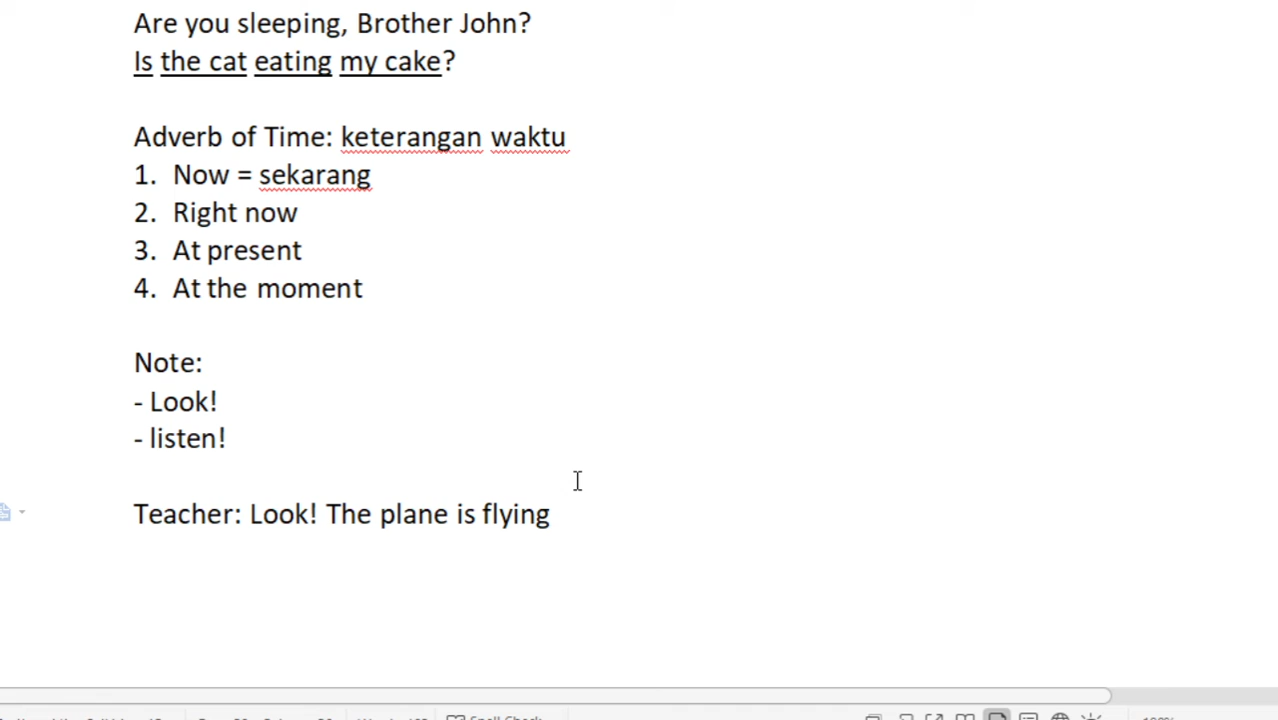 Are you sleeping, Brother John?
Is the cat eating my cake?
Adverb of Time: keterangan waktu
1. Now = sekarang
2. Right now
3. At present
4. At the moment
Note:
- Look!
- listen!
Teacher: Look! The plane is flying